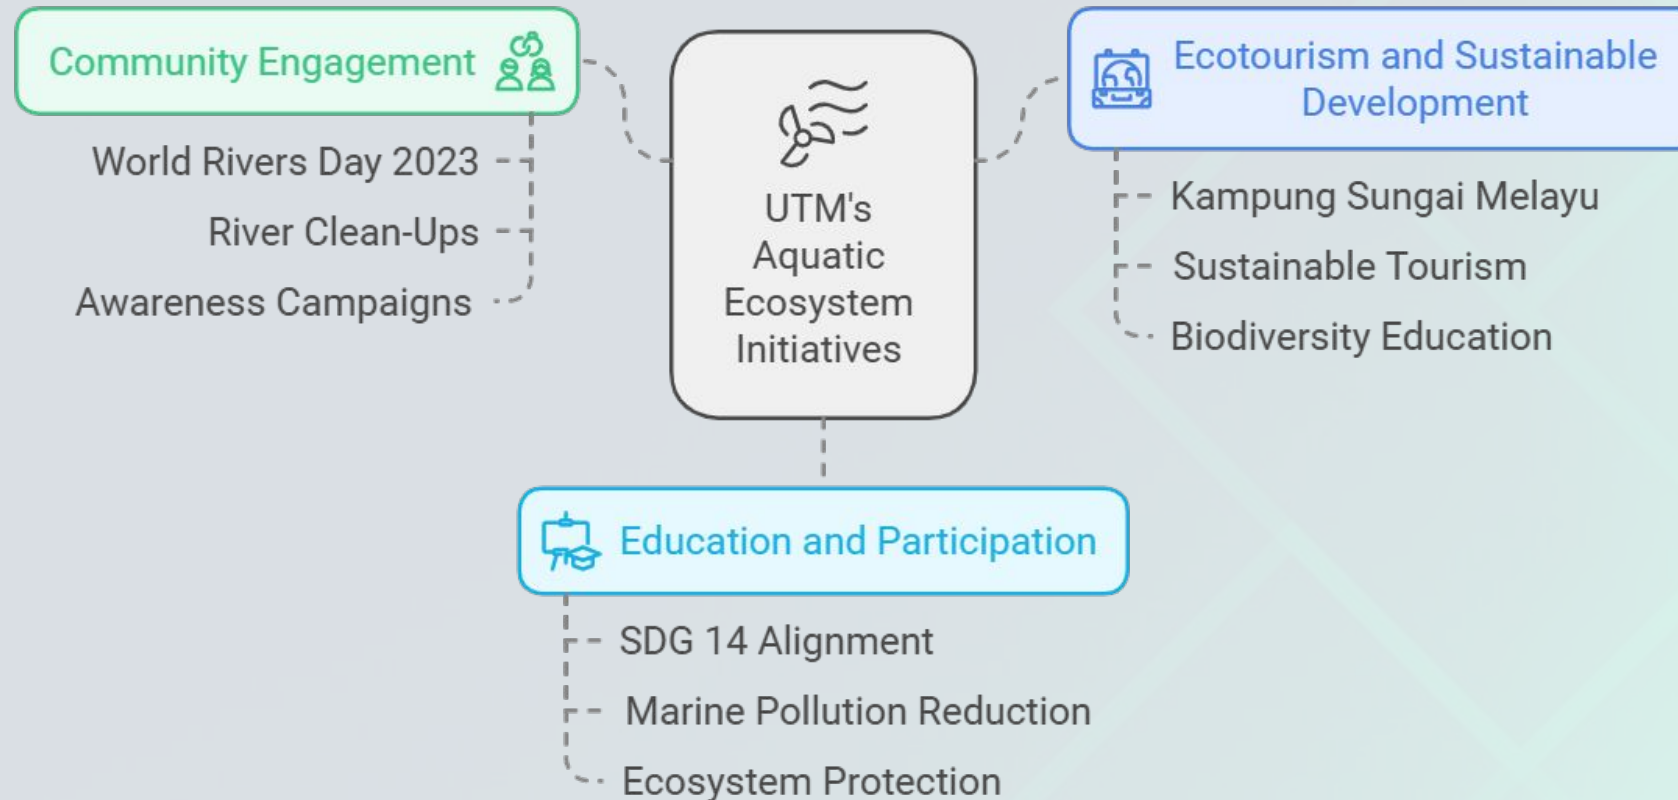 Community Engagement
World Rivers Day 2023
River Clean-Ups
Awareness Campaigns
UTM's
Aquatic
Ecosystem
Initiatives
Ecotourism and Sustainable
Development
Kampung Sungai Melayu
Sustainable Tourism
Biodiversity Education
Education and Participation
SDG 14 Alignment
Marine Pollution Reduction
Ecosystem Protection